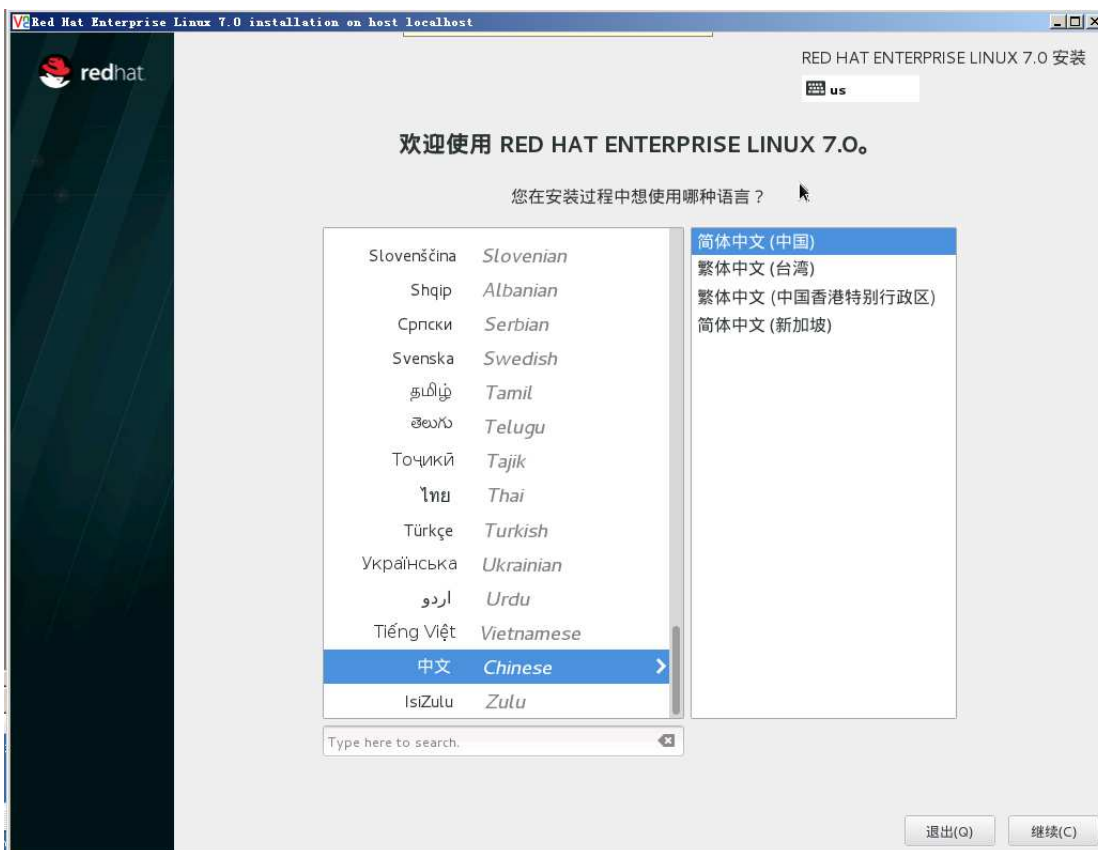 Red Hat Enterprise Linux 7.0 installation on host localhost
redhat.
RED HAT ENTERPRISE LINUX 7.0 安装
us
欢迎使用 RED HAT ENTERPRISE LINUX 7.0。
您在安装过程中想使用哪种语言？
Slovenščina Slovenian
Shqip Albanian
Српски Serbian
Svenska Swedish
தமிழ் Tamil
తెలుగు Telugu
Тоҷикӣ Tajik
ไทย Thai
Türkçe Turkish
Українська Ukrainian
اردو Urdu
Tiếng Việt Vietnamese
中文 Chinese
IsiZulu Zulu
简体中文 (中国)
繁体中文 (台湾)
繁体中文 (中国香港特别行政区)
简体中文 (新加坡)
Type here to search.
退出(Q)
继续(C)